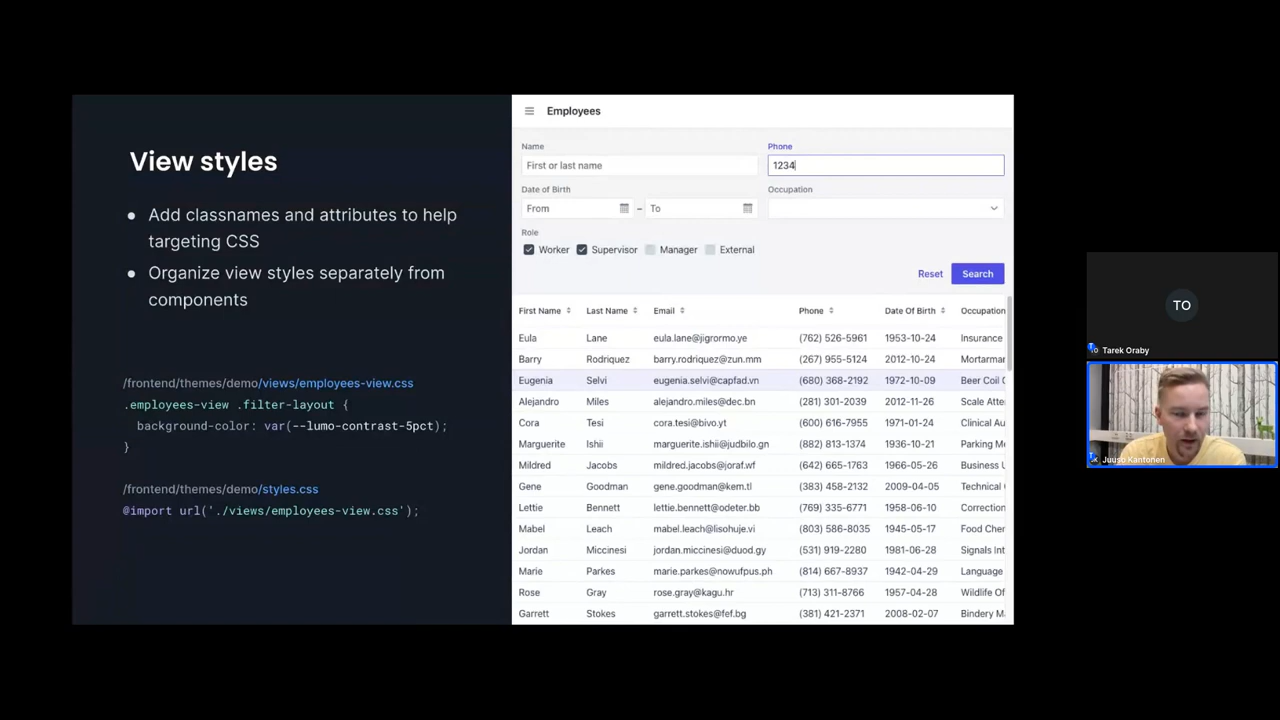 View styles
● Add classnames and attributes to help
targeting CSS
● Organize view styles separately from
components
/frontend/themes/demo/views/employees-view.css
.employees-view .filter-layout {
background-color: var(--lumo-contrast-5pct);
}
/frontend/themes/demo/styles.css
@import url('./views/employees-view.css');
Employees
Name
First or last name
Phone
1234
Date of Birth
From – To
Occupation
Role
Worker Supervisor Manager External
Reset Search
First Name Last Name Email Phone Date Of Birth Occupation
Eula Lane eula.lane@jigrormo.ye (762) 526-5961 1953-10-24 Insurance
Barry Rodriquez barry.rodriquez@zun.mm (267) 955-5124 2012-10-24 Mortarman
Eugenia Selvi eugenia.selvi@capfad.vn (680) 368-2192 1972-10-09 Beer Coil C
Alejandro Miles alejandro.miles@dec.bn (281) 301-2039 2012-11-26 Scale Atte
Cora Tesi cora.tesi@bivo.yt (600) 616-7955 1971-01-24 Clinical Au
Marguerite Ishii marguerite.ishii@judbilo.gn (882) 813-1374 1936-10-21 Parking Me
Mildred Jacobs mildred.jacobs@joraf.wf (642) 665-1763 1966-05-26 Business U
Gene Goodman gene.goodman@kem.tl (383) 458-2132 2009-04-05 Technical
Lettie Bennett lettie.bennett@odeter.bb (769) 335-6771 1958-06-10 Correction
Mabel Leach mabel.leach@lisohuje.vi (803) 586-8035 1945-05-17 Food Cher
Jordan Miccinesi jordan.miccinesi@duod.gy (531) 919-2280 1981-06-28 Signals Int
Marie Parkes marie.parkes@nowufpus.ph (814) 667-8937 1942-04-29 Language
Rose Gray rose.gray@kagu.hr (713) 311-8766 1957-04-28 Wildlife Of
Garrett Stokes garrett.stokes@fef.bg (381) 421-2371 2008-02-07 Bindery Ma
TO
Tarek Oraby
Juuso Kantonen